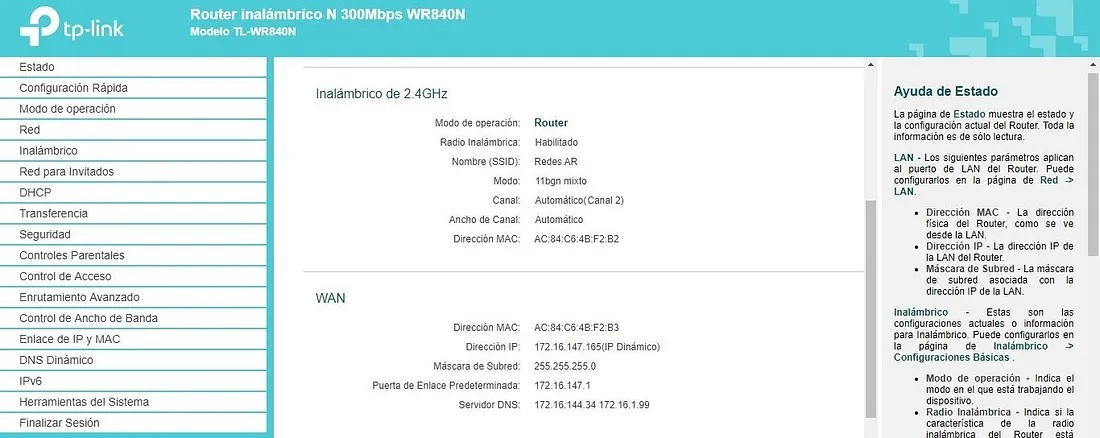 tp-link
Router inalámbrico N 300Mbps WR840N
Modelo TL-WR840N
Estado
Configuración Rápida
Modo de operación
Red
Inalámbrico
Red para Invitados
DHCP
Transferencia
Seguridad
Controles Parentales
Control de Acceso
Enrutamiento Avanzado
Control de Ancho de Banda
Enlace de IP y MAC
DNS Dinámico
IPv6
Herramientas del Sistema
Finalizar Sesión
Inalámbrico de 2.4GHz
Modo de operación: Router
Radio Inalámbrica: Habilitado
Nombre (SSID): Redes AR
Modo: 11bgn mixto
Canal: Automático(Canal 2)
Ancho de Canal: Automático
Dirección MAC: AC:84:C6:4B:F2:B2
WAN
Dirección MAC: AC:84:C6:4B:F2:B3
Dirección IP: 172.16.147.165(IP Dinámico)
Máscara de Subred: 255.255.255.0
Puerta de Enlace Predeterminada: 172.16.147.1
Servidor DNS: 172.16.144.34 172.16.1.99
Ayuda de Estado
La página de Estado muestra el estado y
la configuración actual del Router. Toda la
información es de sólo lectura.
LAN - Los siguientes parámetros aplican
al puerto de LAN del Router. Puede
configurarlos en la página de Red ->
LAN.
• Dirección MAC - La dirección
física del Router, como se ve
desde la LAN.
• Dirección IP - La dirección IP de
la LAN del Router.
• Máscara de Subred - La máscara
de subred asociada con la
dirección IP de la LAN.
Inalámbrico - Estas son las
configuraciones actuales o información
para Inalámbrico. Puede configurarlos en
la página de Inalámbrico ->
Configuraciones Básicas .
• Modo de operación - Indica el
modo en el que está trabajando el
dispositivo.
• Radio Inalámbrica - Indica si la
característica de la radio
inalámbrica del Router está